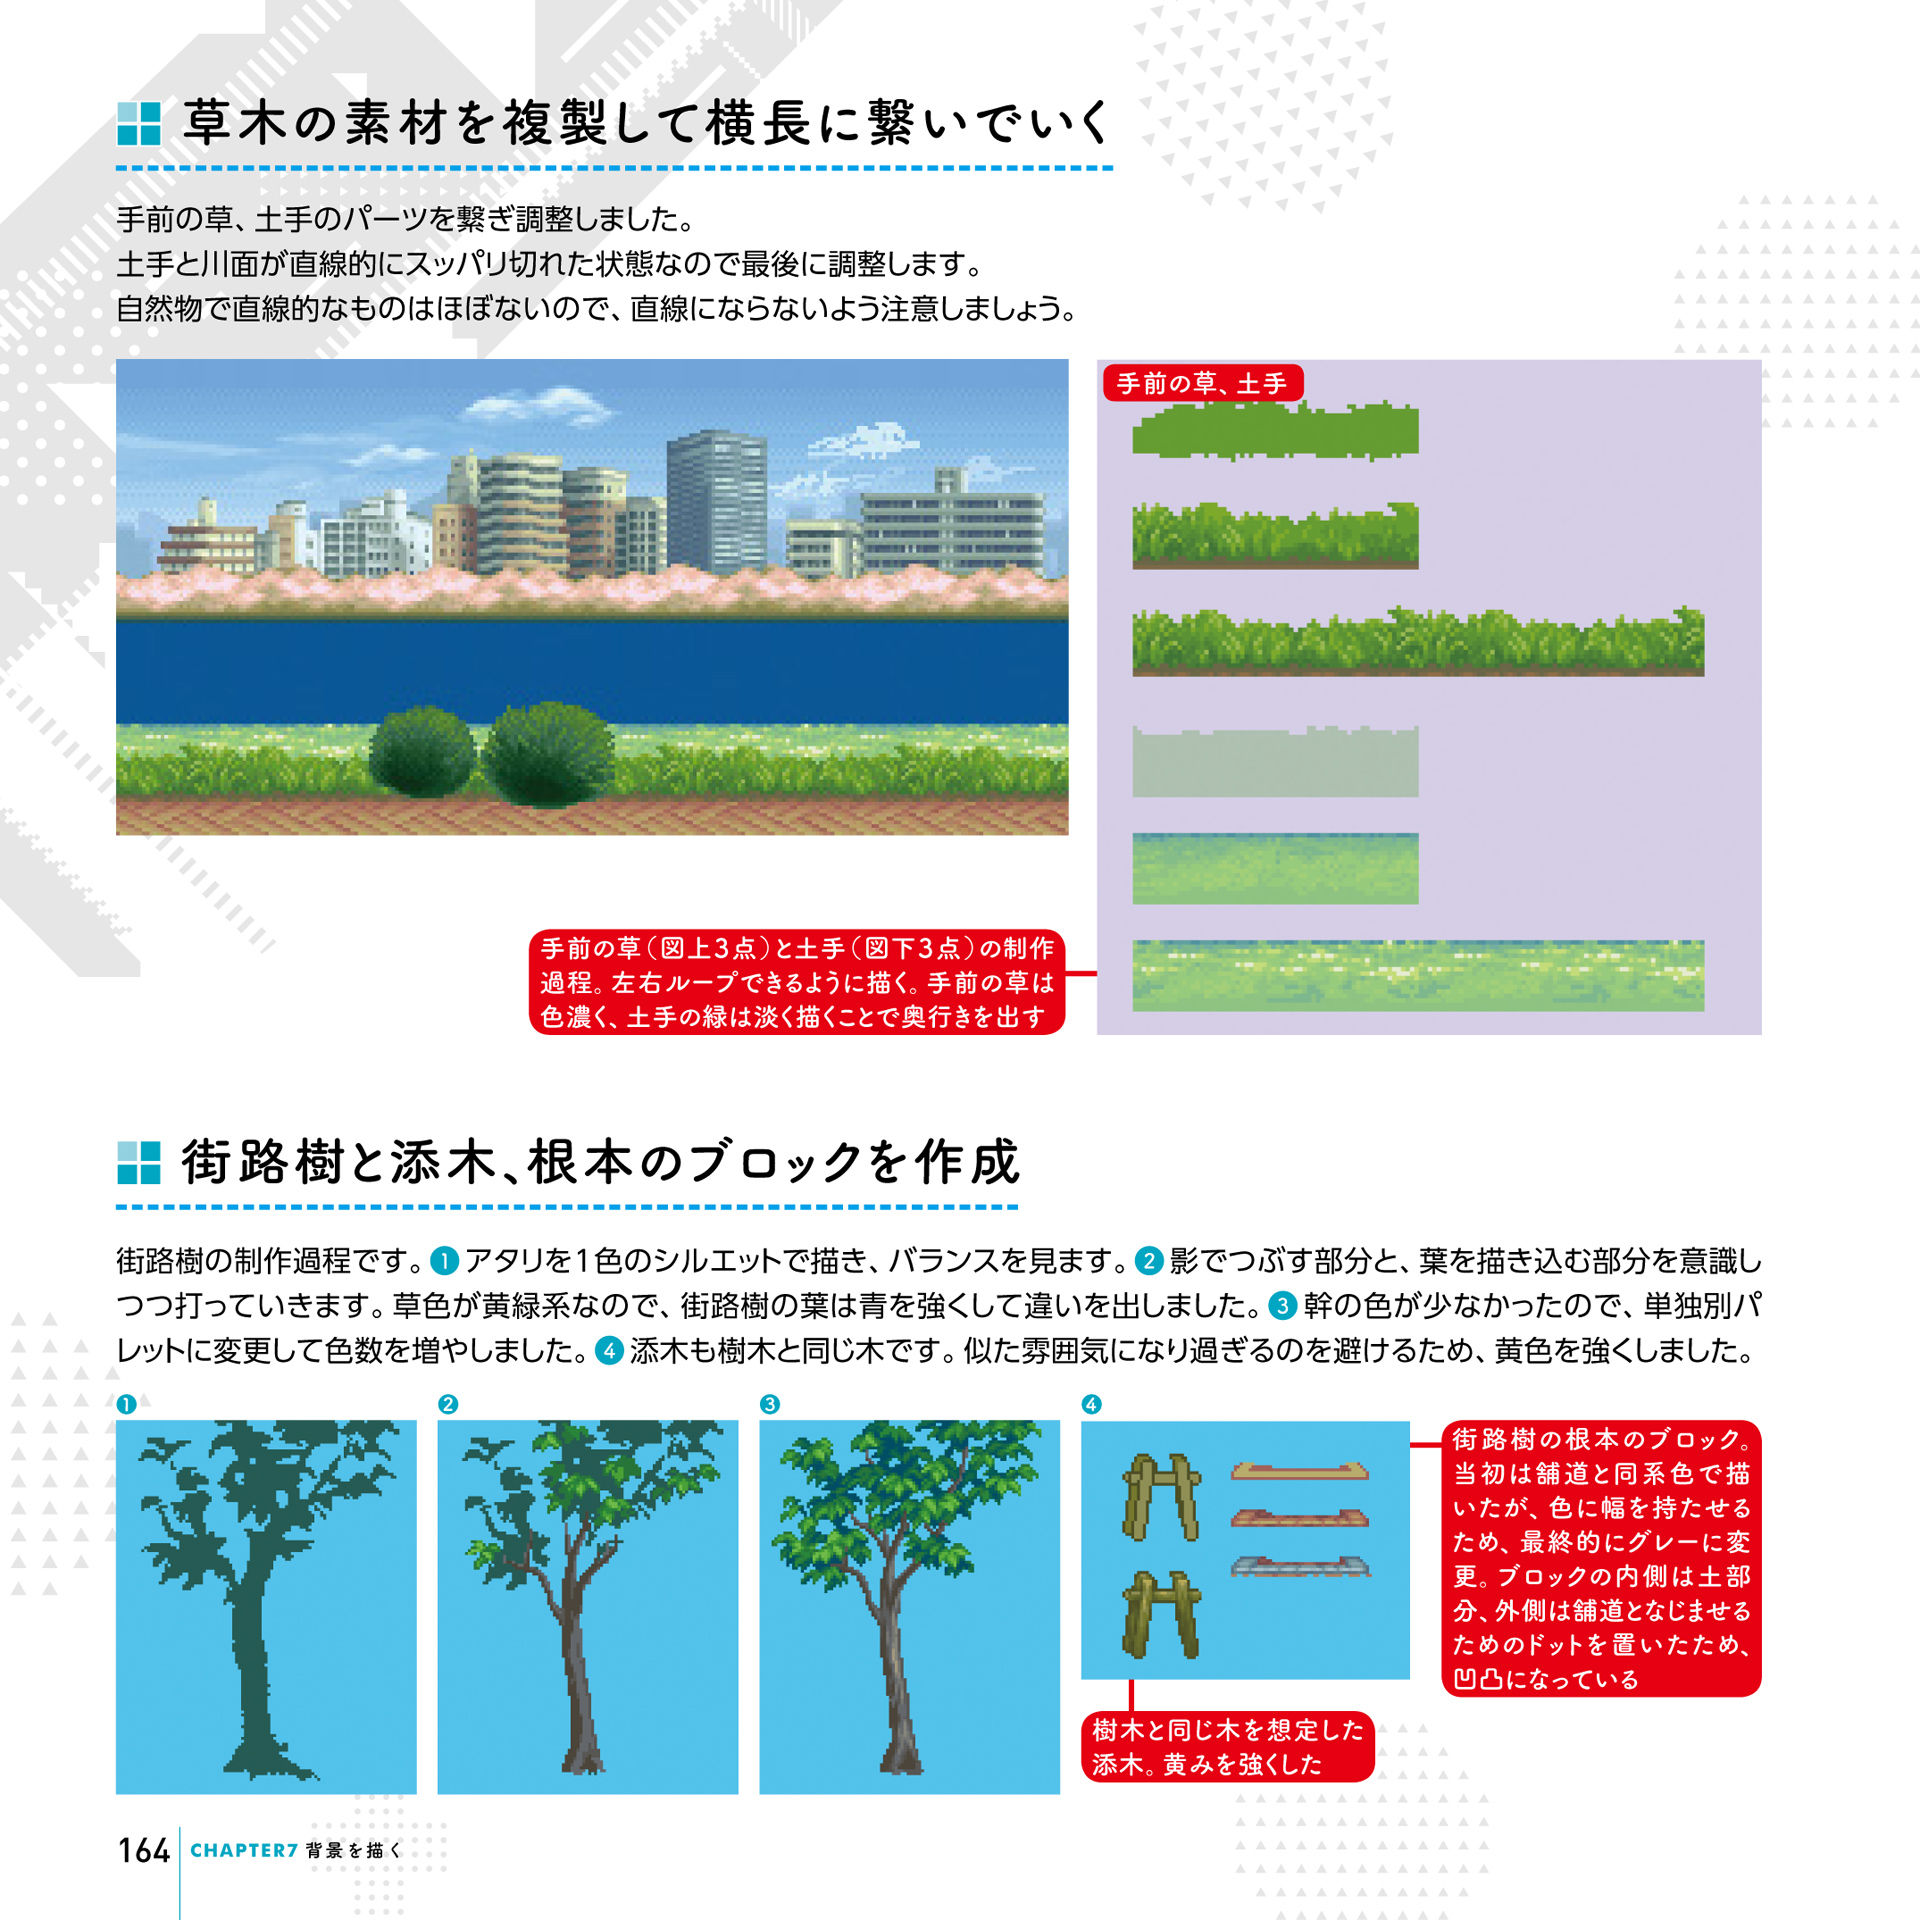 草木の素材を複製して横長に繋いでいく
手前の草、土手のパーツを繋ぎ調整しました。
土手と川面が直線的にスッパリ切れた状態なので最後に調整します。
自然物で直線的なものはほぼないので、直線にならないよう注意しましょう。
手前の草、土手
手前の草（図上3点）と土手（図下3点）の制作
過程。左右ループできるように描く。手前の草は
色濃く、土手の緑は淡く描くことで奥行きを出す
街路樹と添木、根本のブロックを作成
街路樹の制作過程です。❶アタリを1色のシルエットで描き、バランスを見ます。❷影でつぶす部分と、葉を描き込む部分を意識し
つつ打っていきます。草色が黄緑系なので、街路樹の葉は青を強くして違いを出しました。❸幹の色が少なかったので、単独別パ
レットに変更して色数を増やしました。❹添木も樹木と同じ木です。似た雰囲気になり過ぎるのを避けるため、黄色を強くしました。
❶
❷
❸
❹
街路樹の根本のブロック。
当初は舗道と同系色で描
いたが、色に幅を持たせる
ため、最終的にグレーに変
更。ブロックの内側は土部
分、外側は舗道となじませる
ためのドットを置いたため、
凹凸になっている
樹木と同じ木を想定した
添木。黄みを強くした
164 CHAPTER7 背景を描く